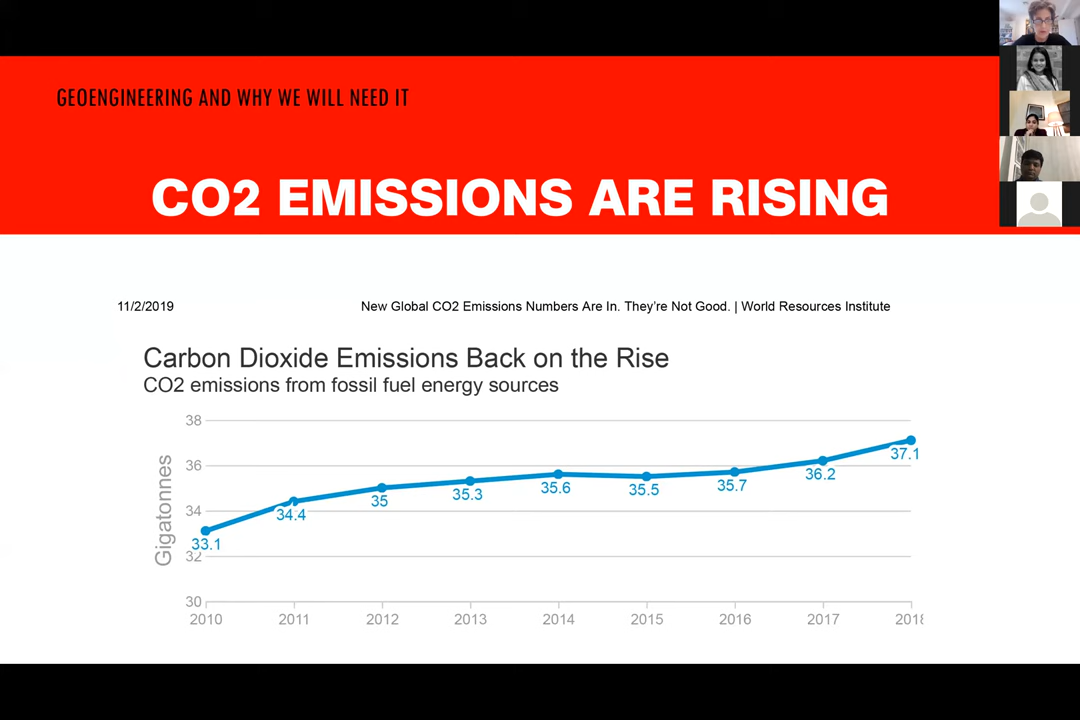 GEOENGINEERING AND WHY WE WILL NEED IT
CO2 EMISSIONS ARE RISING
11/2/2019 New Global CO2 Emissions Numbers Are In. They're Not Good. | World Resources Institute
Carbon Dioxide Emissions Back on the Rise
CO2 emissions from fossil fuel energy sources
Gigatonnes
38
36
34
32
30
33.1
34.4
35
35.3
35.6
35.5
35.7
36.2
37.1
2010 2011 2012 2013 2014 2015 2016 2017 2018